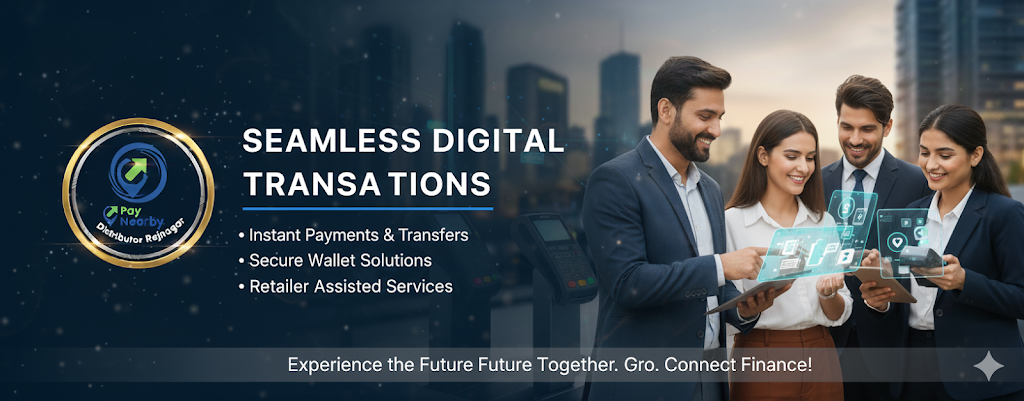 Pay
Nearby
Distributor Rejnagar
SEAMLESS DIGITAL
TRANSA TIONS
• Instant Payments & Transfers
• Secure Wallet Solutions
• Retailer Assisted Services
Experience the Future Future Together. Gro. Connect Finance!